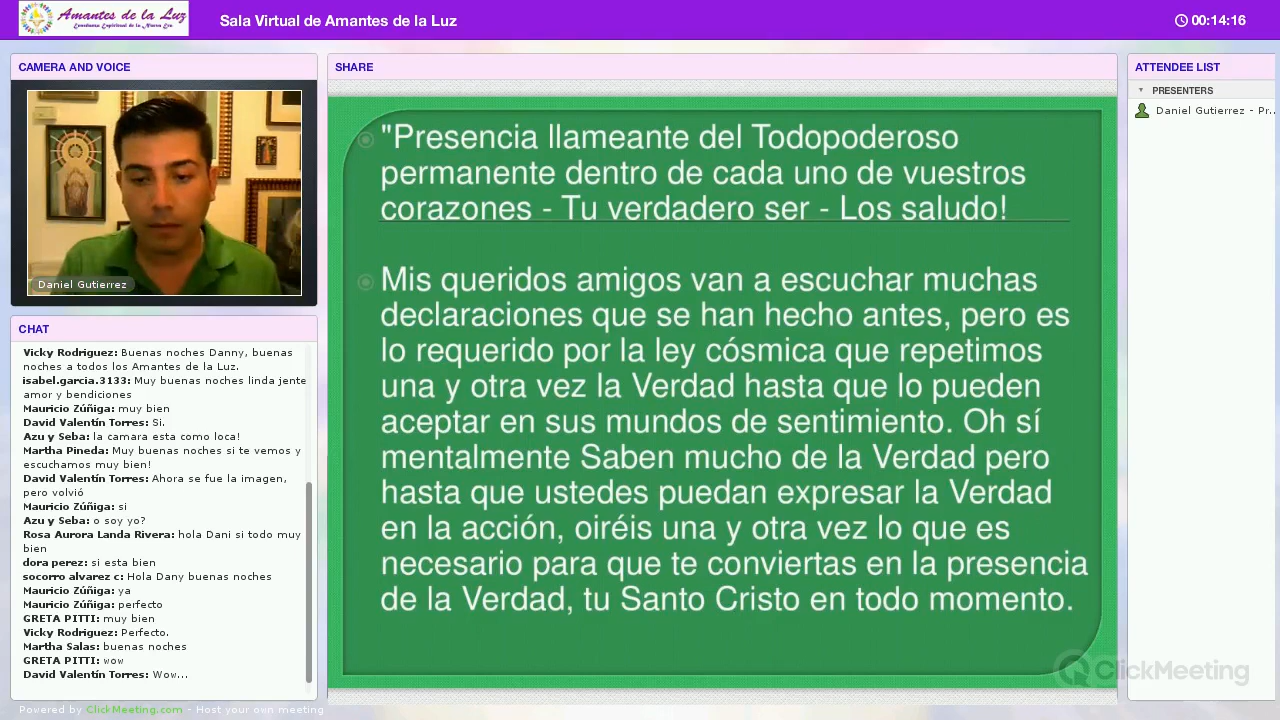 Amantes de la Luz
Enseñanza Espiritual de la Nueva Era
Sala Virtual de Amantes de la Luz
00:14:16
CAMERA AND VOICE
Daniel Gutierrez
CHAT
Vicky Rodriguez: Buenas noches Danny, buenas
noches a todos los Amantes de la Luz.
isabel.garcia.3133: Muy buenas noches linda jente
amor y bendiciones
Mauricio Zúñiga: muy bien
David Valentín Torres: Si.
Azu y Seba: la camara esta como loca!
Martha Pineda: Muy buenas noches si te vemos y
escuchamos muy bien!
David Valentín Torres: Ahora se fue la imagen,
pero volvió
Mauricio Zúñiga: si
Azu y Seba: o soy yo?
Rosa Aurora Landa Rivera: hola Dani si todo muy
bien
dora perez: si esta bien
socorro alvarez c: Hola Dany buenas noches
Mauricio Zúñiga: ya
Mauricio Zúñiga: perfecto
GRETA PITTI: muy bien
Vicky Rodriguez: Perfecto.
Martha Salas: buenas noches
GRETA PITTI: wow
David Valentín Torres: Wow...
Powered by ClickMeeting.com - Host your own meeting
SHARE
"Presencia llameante del Todopoderoso
permanente dentro de cada uno de vuestros
corazones - Tu verdadero ser - Los saludo!
Mis queridos amigos van a escuchar muchas
declaraciones que se han hecho antes, pero es
lo requerido por la ley cósmica que repetimos
una y otra vez la Verdad hasta que lo pueden
aceptar en sus mundos de sentimiento. Oh sí
mentalmente Saben mucho de la Verdad pero
hasta que ustedes puedan expresar la Verdad
en la acción, oiréis una y otra vez lo que es
necesario para que te conviertas en la presencia
de la Verdad, tu Santo Cristo en todo momento.
ClickMeeting
ATTENDEE LIST
PRESENTERS
Daniel Gutierrez - Pr...